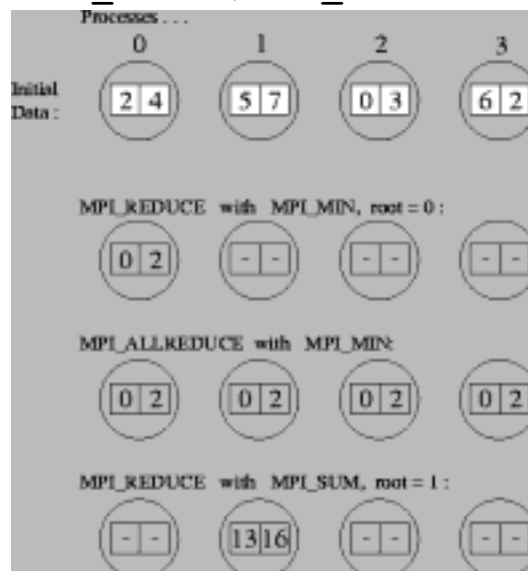 Processes . . .
0 1 2 3
Initial
Data :
2 4 5 7 0 3 6 2
MPI_REDUCE with MPI_MIN, root = 0 :
0 2 - - - - - -
MPI_ALLREDUCE with MPI_MIN:
0 2 0 2 0 2 0 2
MPI_REDUCE with MPI_SUM, root = 1 :
- - 13 16 - - - -